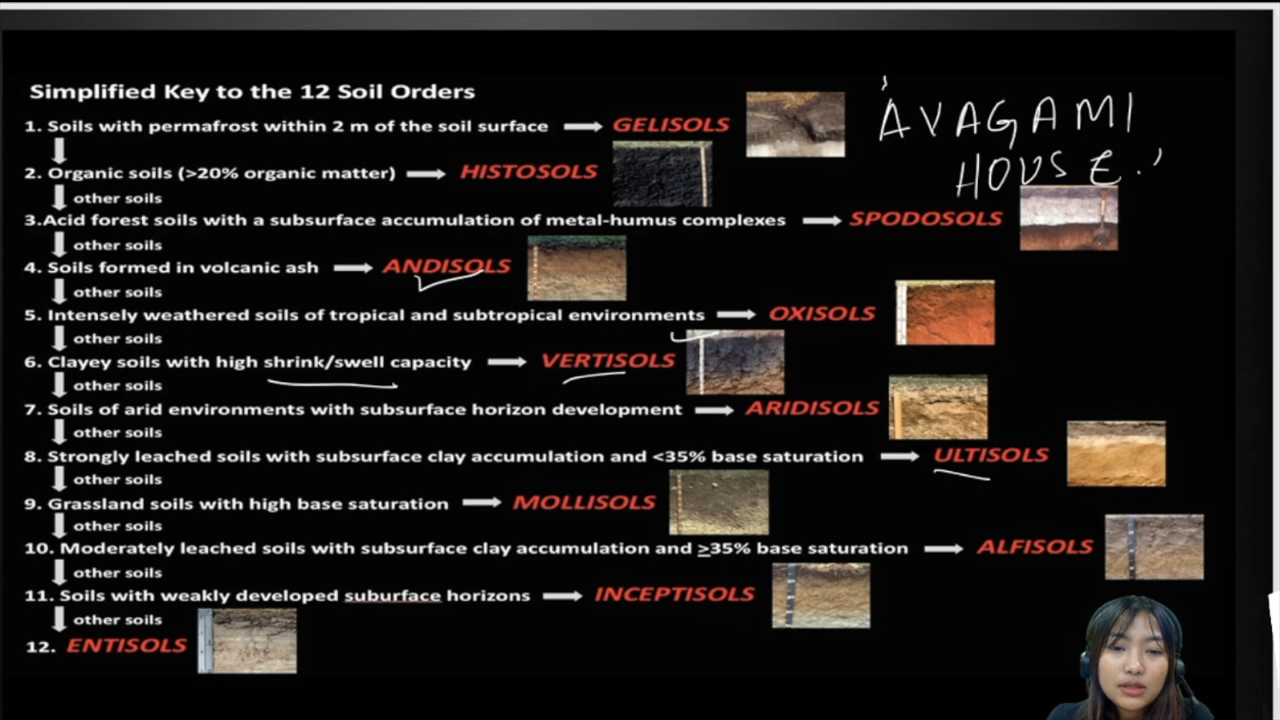 Simplified Key to the 12 Soil Orders
'AVAGAMI
HOUSE.'
1. Soils with permafrost within 2 m of the soil surface GELISOLS
2. Organic soils (>20% organic matter) HISTOSOLS
other soils
3.Acid forest soils with a subsurface accumulation of metal-humus complexes SPODOSOLS
other soils
4. Soils formed in volcanic ash ANDISOLS
other soils
5. Intensely weathered soils of tropical and subtropical environments OXISOLS
other soils
6. Clayey soils with high shrink/swell capacity VERTISOLS
other soils
7. Soils of arid environments with subsurface horizon development ARIDISOLS
other soils
8. Strongly leached soils with subsurface clay accumulation and <35% base saturation ULTISOLS
other soils
9. Grassland soils with high base saturation MOLLISOLS
other soils
10. Moderately leached soils with subsurface clay accumulation and ≥35% base saturation ALFISOLS
other soils
11. Soils with weakly developed suburface horizons INCEPTISOLS
other soils
12. ENTISOLS